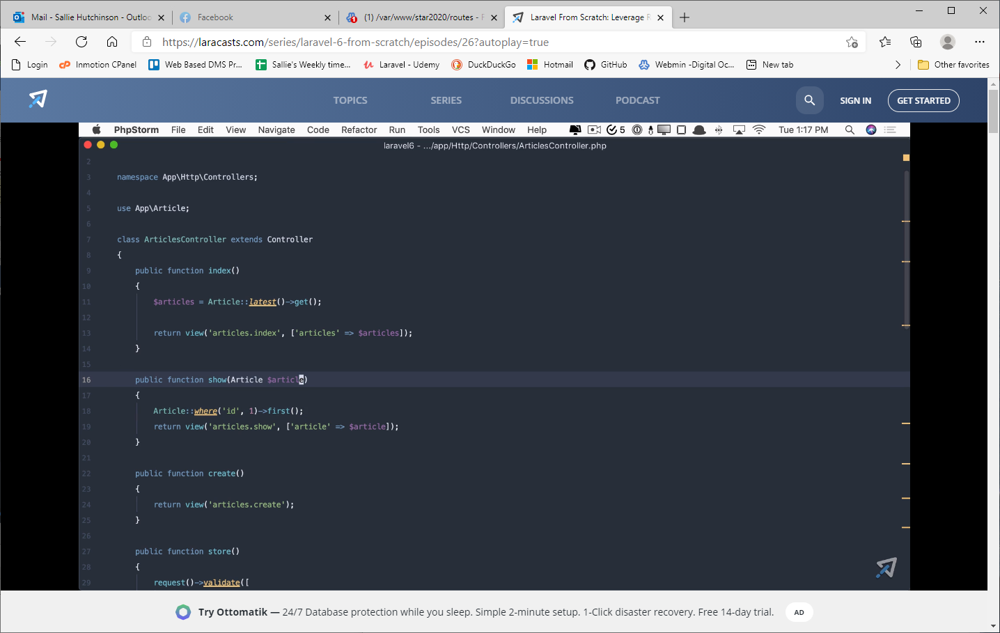 Mail - Sallie Hutchinson - Outloo
Facebook
(1) /var/www/star2020/routes - F
Laravel From Scratch: Leverage R
https://laracasts.com/series/laravel-6-from-scratch/episodes/26?autoplay=true
Login
cP Inmotion CPanel
Web Based DMS Pr...
Sallie's Weekly time...
Laravel - Udemy
DuckDuckGo
Hotmail
GitHub
Webmin -Digital Oc...
New tab
Other favorites
TOPICS
SERIES
DISCUSSIONS
PODCAST
SIGN IN
GET STARTED
PhpStorm File Edit View Navigate Code Refactor Run Tools VCS Window Help 5 Tue 1:17 PM
laravel6 - .../app/Http/Controllers/ArticlesController.php
2
3 namespace App\Http\Controllers;
4
5 use App\Article;
6
7 class ArticlesController extends Controller
8 {
9 public function index()
10 {
11 $articles = Article::latest()->get();
12
13 return view('articles.index', ['articles' => $articles]);
14 }
15
16 public function show(Article $article)
17 {
18 Article::where('id', 1)->first();
19 return view('articles.show', ['article' => $article]);
20 }
21
22 public function create()
23 {
24 return view('articles.create');
25 }
26
27 public function store()
28 {
29 request()->validate([
Try Ottomatik — 24/7 Database protection while you sleep. Simple 2-minute setup. 1-Click disaster recovery. Free 14-day trial.
AD